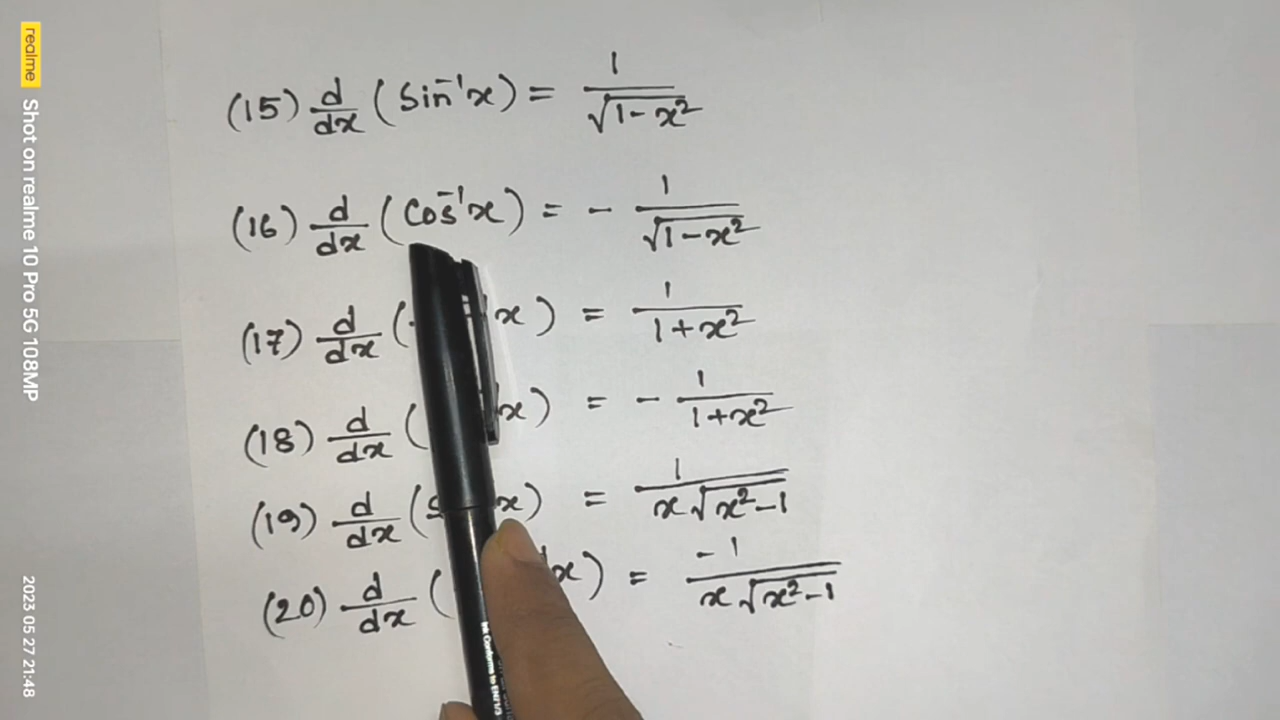 (15) d/dx (Sin⁻¹x) = 1/√(1-x²)
(16) d/dx (Cos⁻¹x) = - 1/√(1-x²)
(17) d/dx ( x) = 1/(1+x²)
(18) d/dx ( x) = - 1/(1+x²)
(19) d/dx ( x) = 1/(x√(x²-1))
(20) d/dx ( x) = -1/(x√(x²-1))
realme Shot on realme 10 Pro 5G 108MP
2023 05 27 21:48